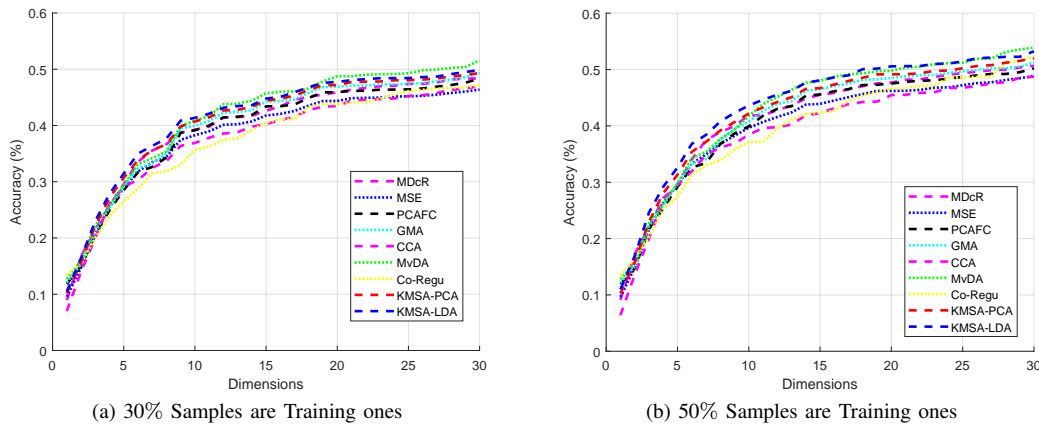 0.6
0.5
0.4
0.3
0.2
0.1
0
Accuracy (%)
MDcR
MSE
PCAFC
GMA
CCA
MvDA
Co-Regu
KMSA-PCA
KMSA-LDA
0 5 10 15 20 25 30
Dimensions
(a) 30% Samples are Training ones
0.6
0.5
0.4
0.3
0.2
0.1
0
Accuracy (%)
MDcR
MSE
PCAFC
GMA
CCA
MvDA
Co-Regu
KMSA-PCA
KMSA-LDA
0 5 10 15 20 25 30
Dimensions
(b) 50% Samples are Training ones